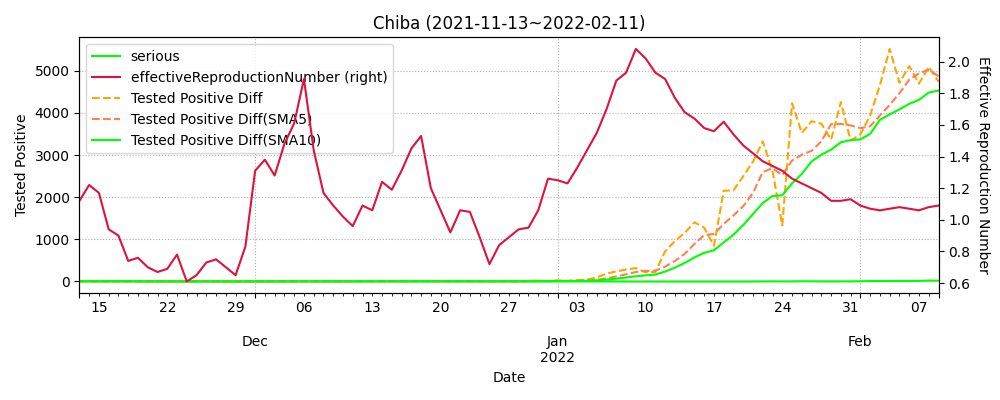 Chiba (2021-11-13~2022-02-11)
serious
effectiveReproductionNumber (right)
Tested Positive Diff
Tested Positive Diff(SMA5)
Tested Positive Diff(SMA10)
Tested Positive
5000
4000
3000
2000
1000
0
Effective Reproduction Number
2.0
1.8
1.6
1.4
1.2
1.0
0.8
0.6
15 22 29 06 13 20 27 03 10 17 24 31 07
Dec Jan Feb
2022
Date